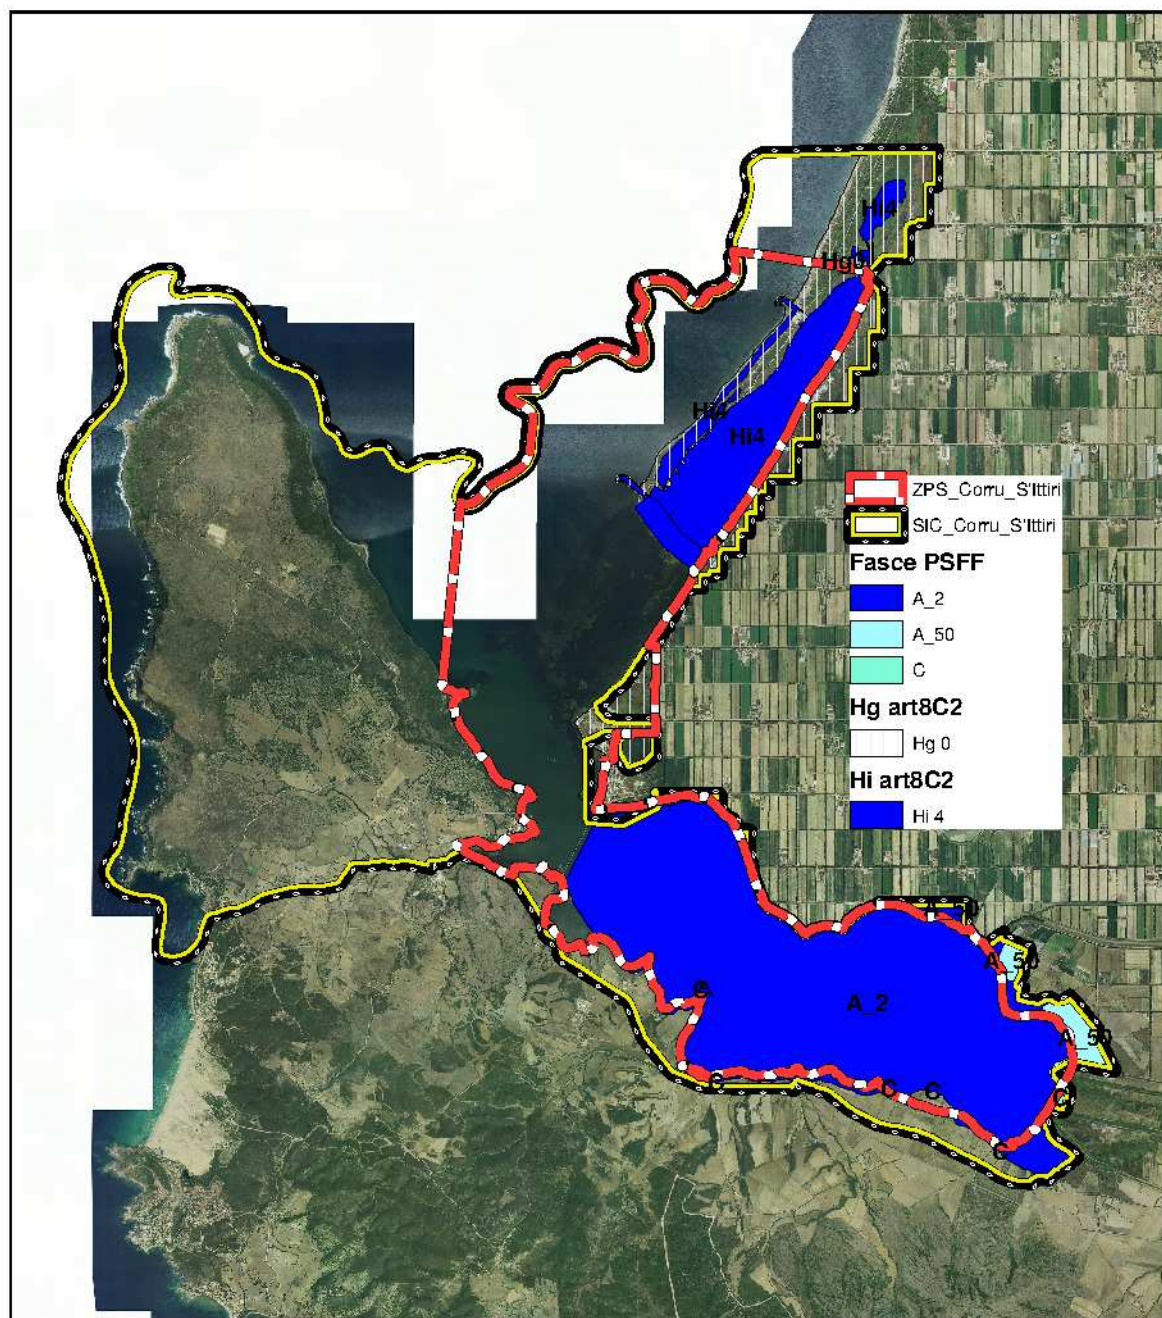 Hi4
Hg0
Hi4
Hi4
ZPS_Corru_S'Ittiri
SIC_Corru_S'Ittiri
Fasce PSFF
A_2
A_50
C
Hg art8C2
Hg 0
Hi art8C2
Hi 4
A_50
A_2
A_50
C
C
C
C
C